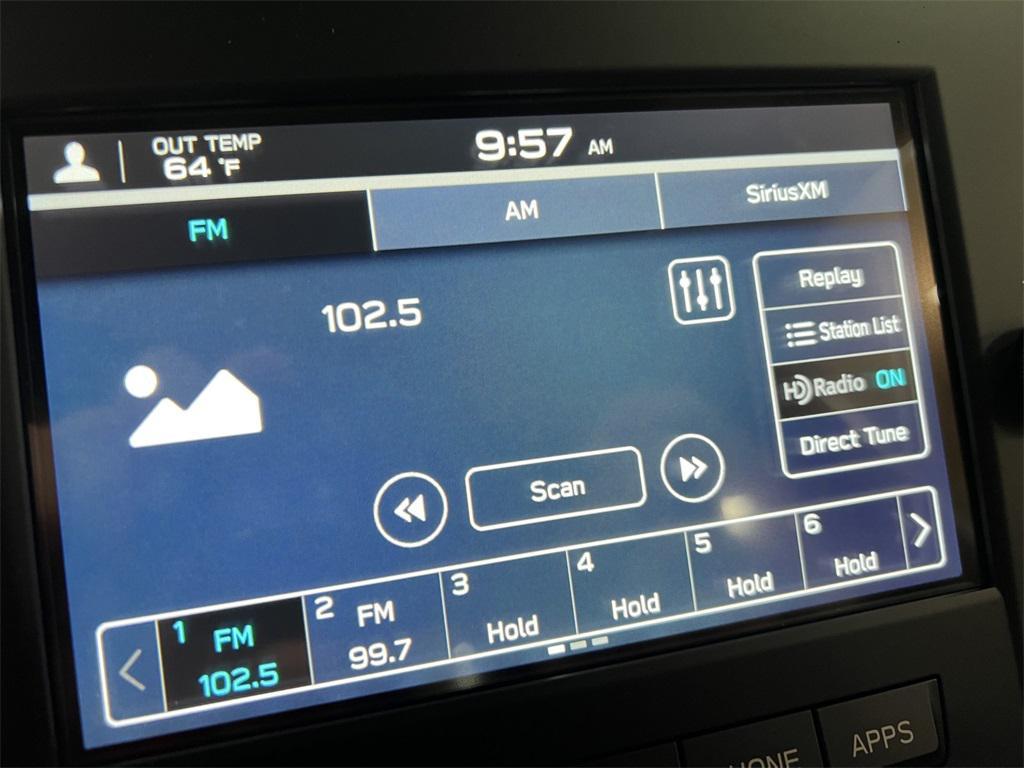 OUT TEMP
64 °F
9:57 AM
FM
AM
SiriusXM
102.5
Replay
Station List
HD Radio ON
Direct Tune
Scan
1 FM
102.5
2 FM
99.7
3
Hold
4
Hold
5
Hold
6
Hold
APPS